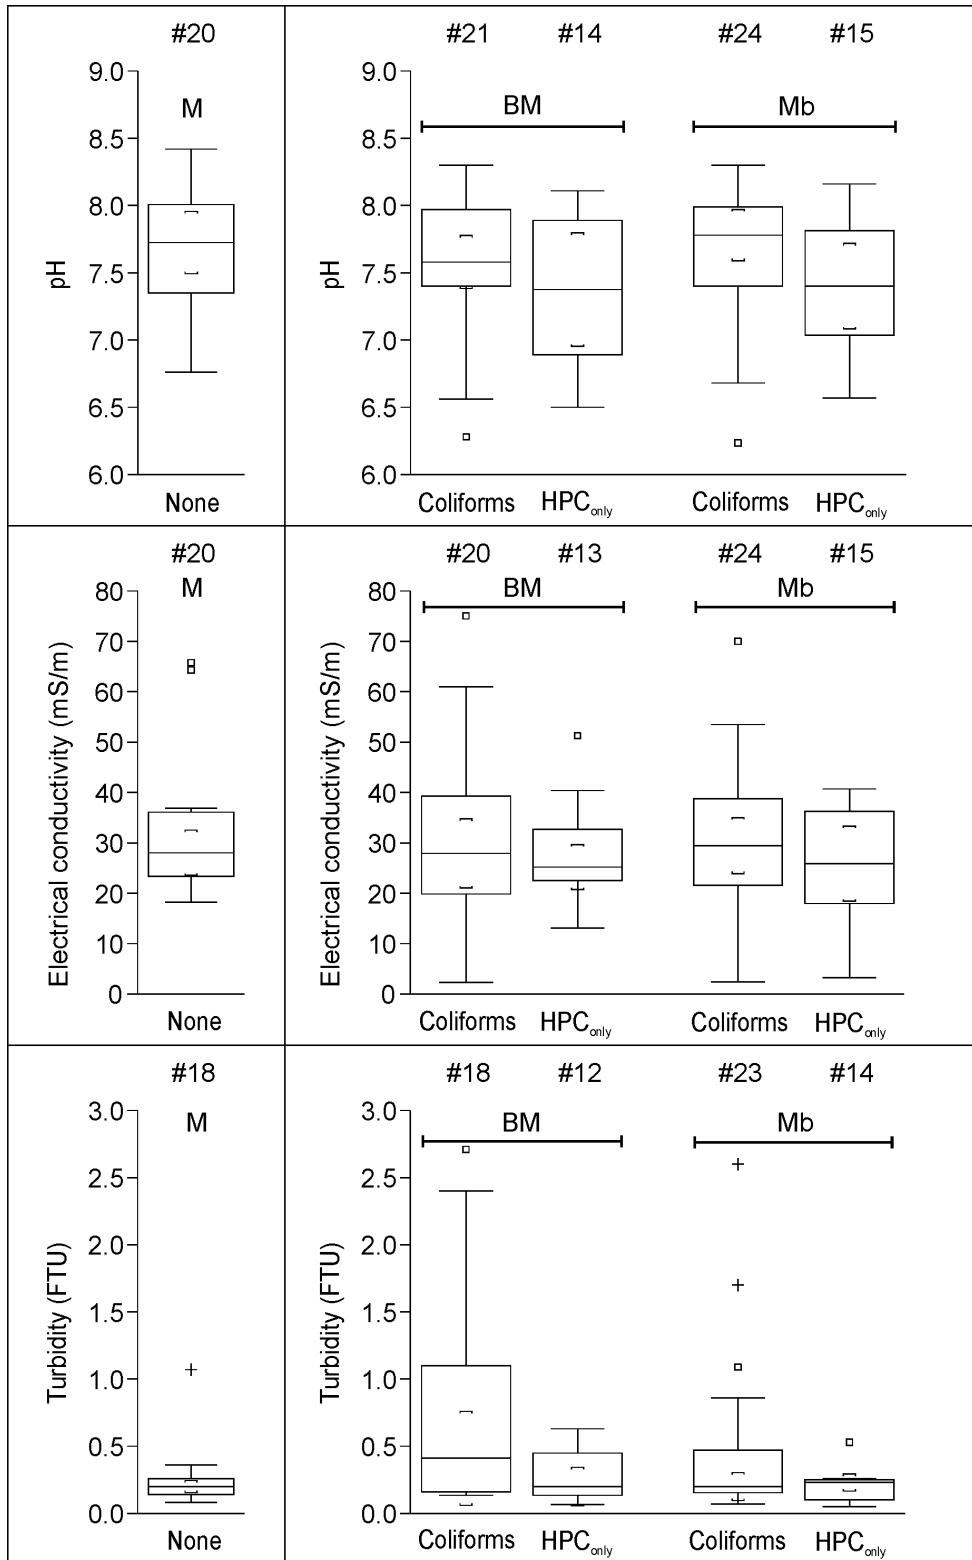 #20
M
9.0
8.5
8.0
7.5
7.0
6.5
6.0
pH
None
#21 #14 #24 #15
BM Mb
9.0
8.5
8.0
7.5
7.0
6.5
6.0
pH
Coliforms HPConly Coliforms HPConly
#20
M
80
70
60
50
40
30
20
10
0
Electrical conductivity (mS/m)
None
#20 #13 #24 #15
BM Mb
80
70
60
50
40
30
20
10
0
Electrical conductivity (mS/m)
Coliforms HPConly Coliforms HPConly
#18
M
3.0
2.5
2.0
1.5
1.0
0.5
0.0
Turbidity (FTU)
None
#18 #12 #23 #14
BM Mb
3.0
2.5
2.0
1.5
1.0
0.5
0.0
Turbidity (FTU)
Coliforms HPConly Coliforms HPConly